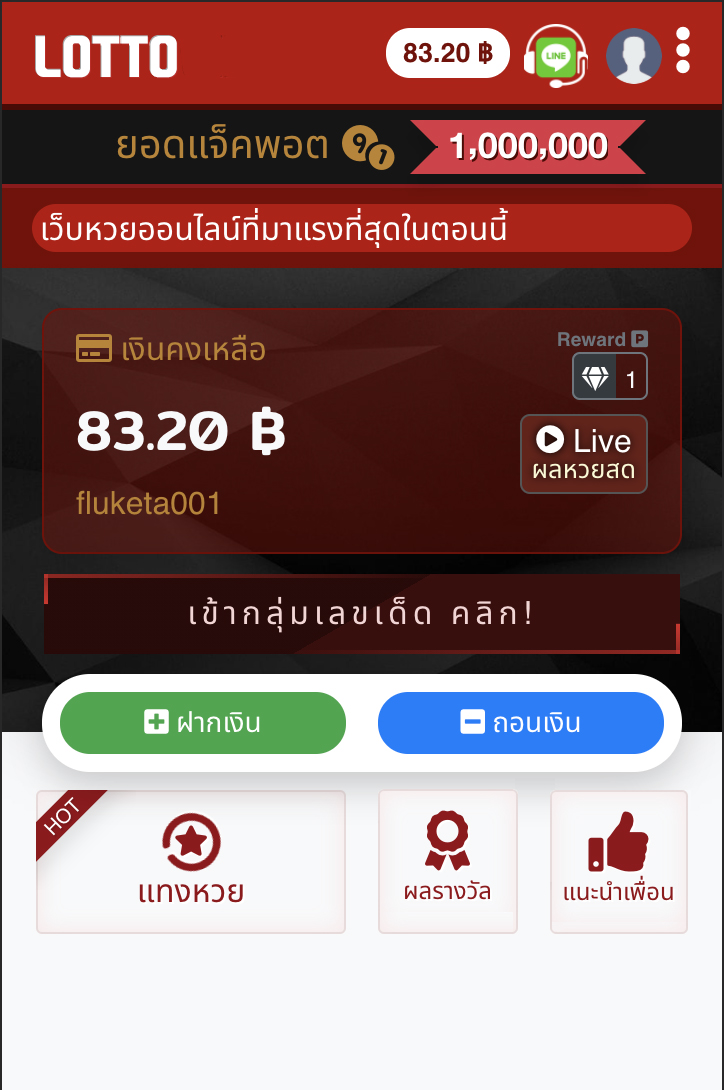 LOTTO
83.20 ฿
LINE
ยอดแจ็คพอต 9 1 1,000,000
เว็บหวยออนไลน์ที่มาแรงที่สุดในตอนนี้
เงินคงเหลือ
Reward P
1
83.20 ฿
Live
ผลหวยสด
fluketa001
เข้ากลุ่มเลขเด็ด คลิก!
ฝากเงิน
ถอนเงิน
HOT
แทงหวย
ผลรางวัล
แนะนำเพื่อน